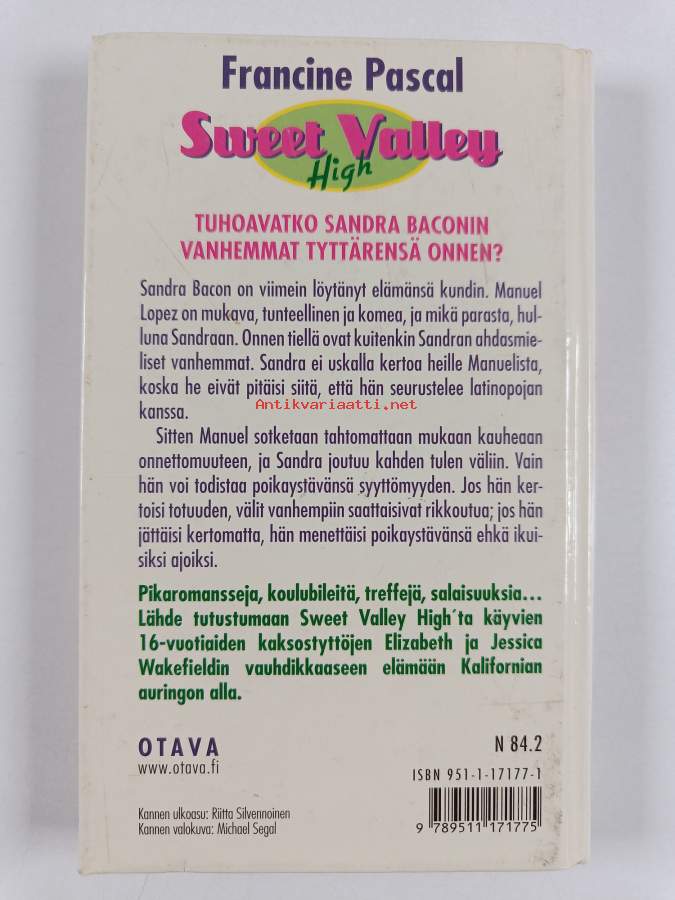 Francine Pascal
Sweet Valley
High
TUHOAVATKO SANDRA BACONIN
VANHEMMAT TYTTÄRENSÄ ONNEN?
Sandra Bacon on viimein löytänyt elämänsä kundin. Manuel
Lopez on mukava, tunteellinen ja komea, ja mikä parasta, hul-
luna Sandraan. Onnen tiellä ovat kuitenkin Sandran ahdasmie-
liset vanhemmat. Sandra ei uskalla kertoa heille Manuelista,
koska he eivät pitäisi siitä, että hän seurustelee latinopojan
kanssa.
Antikvariaatti.net
Sitten Manuel sotketaan tahtomattaan mukaan kauheaan
onnettomuuteen, ja Sandra joutuu kahden tulen väliin. Vain
hän voi todistaa poikaystävänsä syyttömyyden. Jos hän ker-
toisi totuuden, välit vanhempiin saattaisivat rikkoutua; jos hän
jättäisi kertomatta, hän menettäisi poikaystävänsä ehkä ikui-
siksi ajoiksi.
Pikaromansseja, koulubileitä, treffejä, salaisuuksia...
Lähde tutustumaan Sweet Valley High´ta käyvien
16-vuotiaiden kaksostyttöjen Elizabeth ja Jessica
Wakefieldin vauhdikkaaseen elämään Kalifornian
auringon alla.
OTAVA
www.otava.fi
N 84.2
ISBN 951-1-17177-1
Kannen ulkoasu: Riitta Silvennoinen
Kannen valokuva: Michael Segal
9 789511 171775